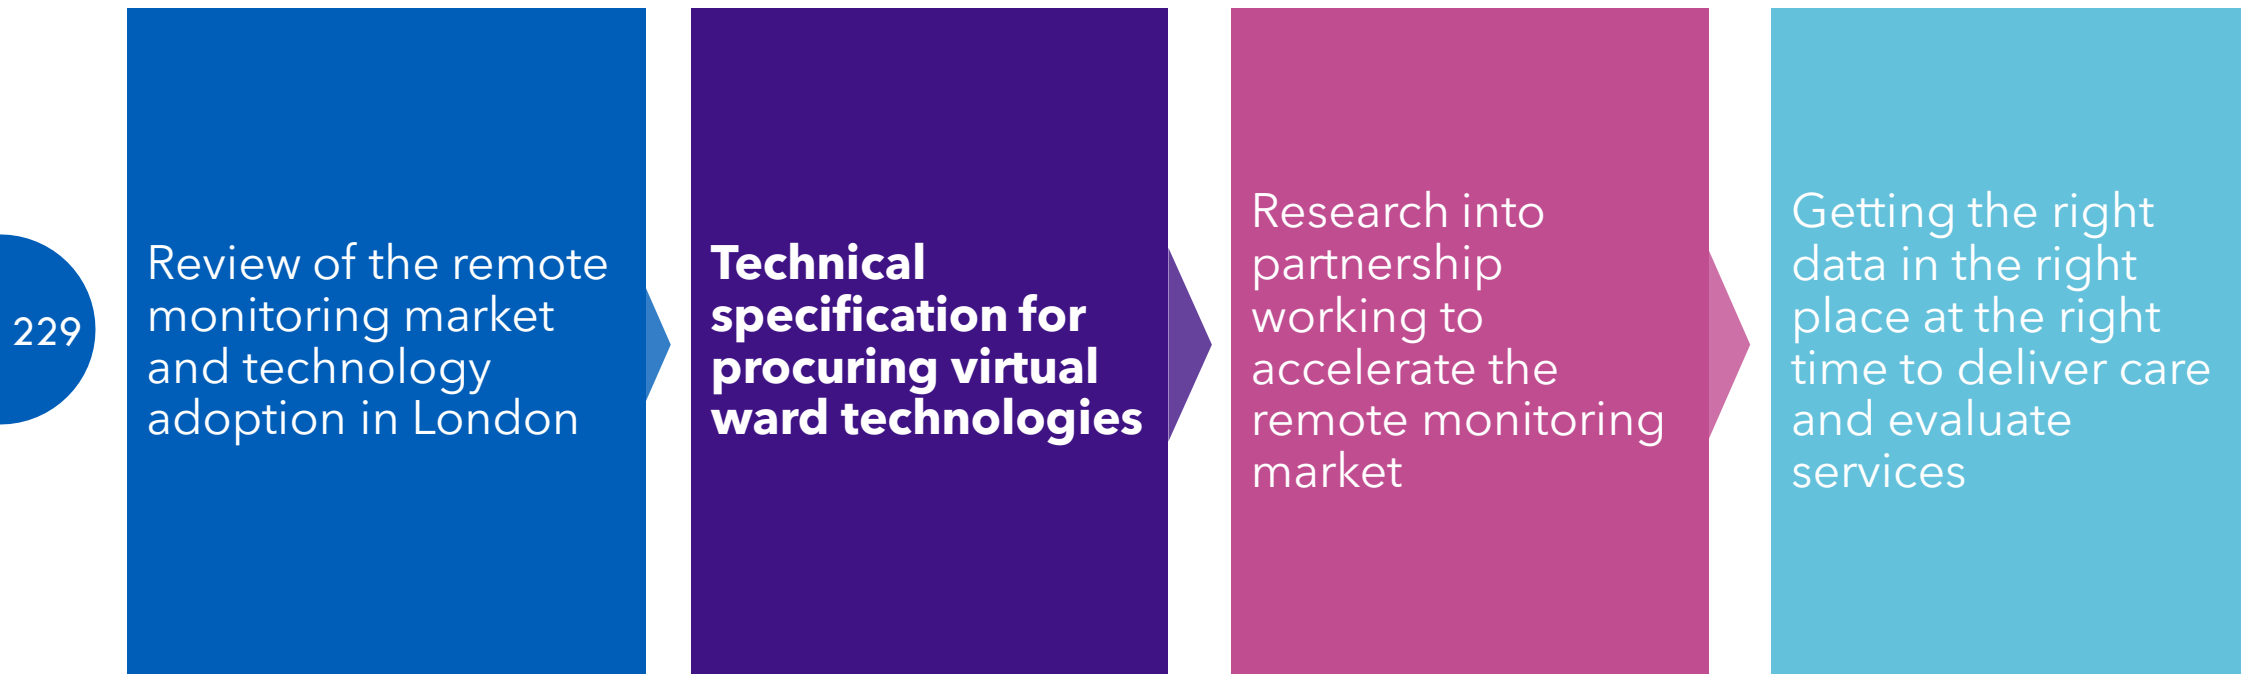 229
Review of the remote
monitoring market
and technology
adoption in London
Technical
specification for
procuring virtual
ward technologies
Research into
partnership
working to
accelerate the
remote monitoring
market
Getting the right
data in the right
place at the right
time to deliver care
and evaluate
services